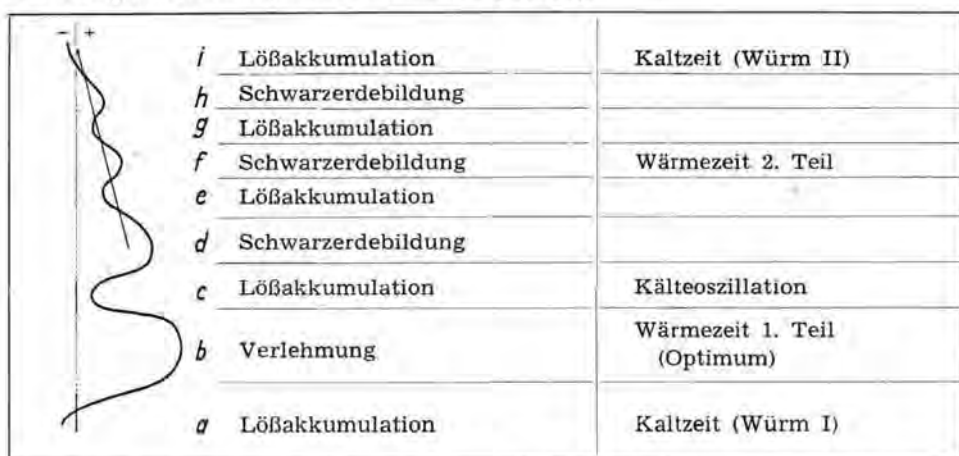 − +
i Lößakkumulation Kaltzeit (Würm II)
h Schwarzerdebildung
g Lößakkumulation
f Schwarzerdebildung Wärmezeit 2. Teil
e Lößakkumulation
d Schwarzerdebildung
c Lößakkumulation Kälteoszillation
b Verlehmung Wärmezeit 1. Teil
(Optimum)
a Lößakkumulation Kaltzeit (Würm I)